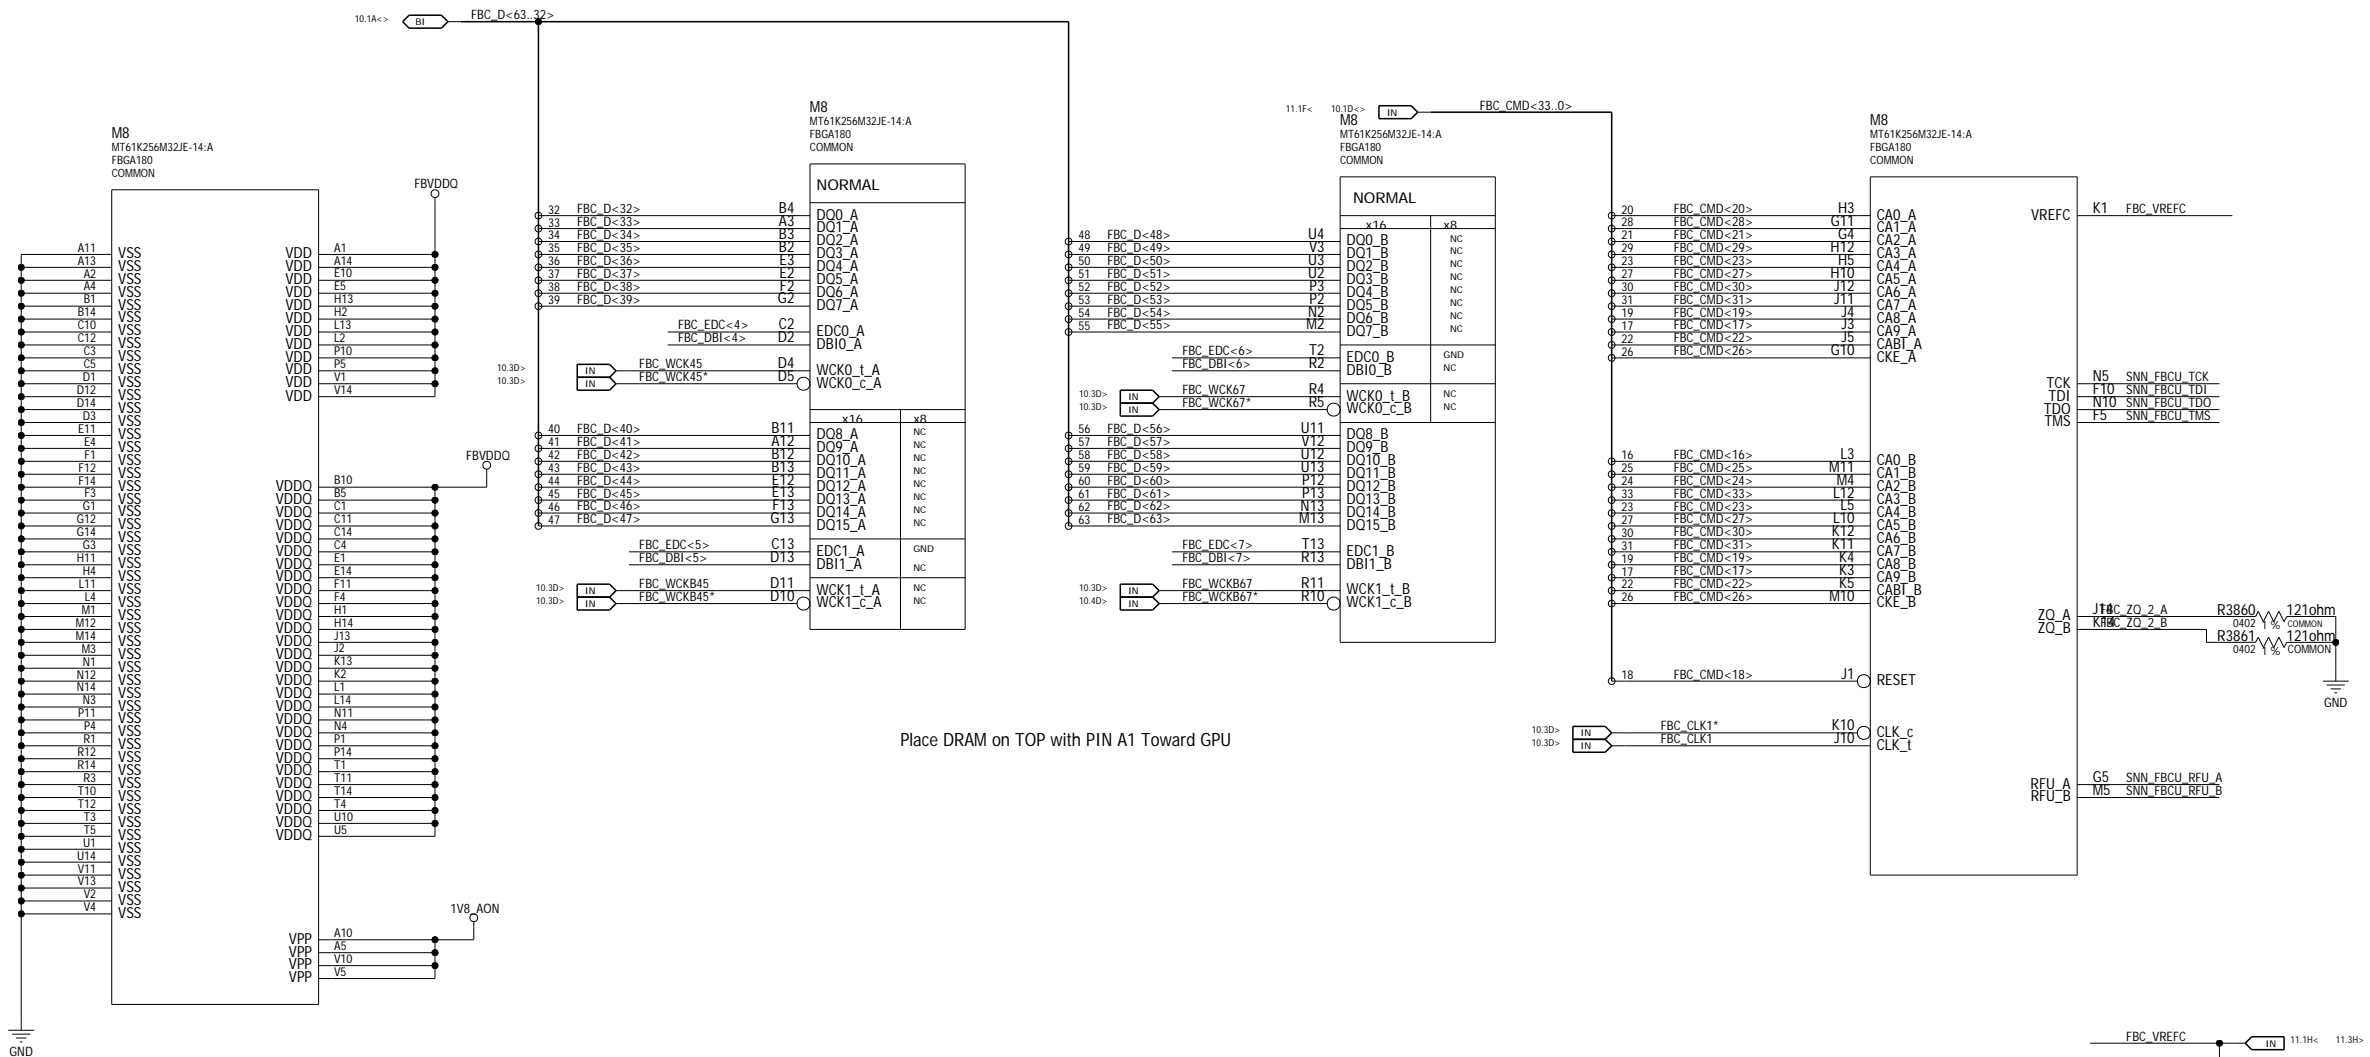 10.1A<> BI FBC_D<63..32>
M8
MT61K256M32JE-14:A
FBGA180
COMMON
FBVDDQ
A11 VSS VDD A1
A13 VSS VDD A14
A2 VSS VDD E10
A4 VSS VDD E5
B1 VSS VDD H13
B14 VSS VDD H2
C10 VSS VDD L13
C12 VSS VDD L2
C3 VSS VDD P10
C5 VSS VDD P5
D1 VSS VDD V1
D12 VSS VDD V14
D14 VSS
D3 VSS
E11 VSS
E4 VSS
FBVDDQ
F1 VSS
F12 VSS
F14 VSS VDDQ B10
F3 VSS VDDQ B5
G1 VSS VDDQ C1
G12 VSS VDDQ C11
G14 VSS VDDQ C14
G3 VSS VDDQ C4
H11 VSS VDDQ E1
H4 VSS VDDQ E14
L11 VSS VDDQ F11
L4 VSS VDDQ F4
M1 VSS VDDQ H1
M12 VSS VDDQ H14
M14 VSS VDDQ J13
M3 VSS VDDQ J2
N1 VSS VDDQ K13
N12 VSS VDDQ K2
N14 VSS VDDQ L1
N3 VSS VDDQ L14
P11 VSS VDDQ N11
P4 VSS VDDQ N4
R1 VSS VDDQ P1
R12 VSS VDDQ P14
R14 VSS VDDQ T1
R3 VSS VDDQ T11
T10 VSS VDDQ T14
T12 VSS VDDQ T4
T3 VSS VDDQ U10
T5 VSS VDDQ U5
U1 VSS
U14 VSS
V11 VSS
V13 VSS
V2 VSS
V4 VSS
1V8_AON
VPP A10
VPP A5
VPP V10
VPP V5
GND
M8
MT61K256M32JE-14:A
FBGA180
COMMON
NORMAL
32 FBC_D<32> B4 DQ0_A
33 FBC_D<33> A3 DQ1_A
34 FBC_D<34> B3 DQ2_A
35 FBC_D<35> B2 DQ3_A
36 FBC_D<36> E3 DQ4_A
37 FBC_D<37> E2 DQ5_A
38 FBC_D<38> F2 DQ6_A
39 FBC_D<39> G2 DQ7_A
FBC_EDC<4> C2 EDC0_A
FBC_DBI<4> D2 DBI0_A
10.3D> IN FBC_WCK45 D4 WCK0_t_A
10.3D> IN FBC_WCK45* D5 WCK0_c_A
x16 x8
40 FBC_D<40> B11 DQ8_A NC
41 FBC_D<41> A12 DQ9_A NC
42 FBC_D<42> B12 DQ10_A NC
43 FBC_D<43> B13 DQ11_A NC
44 FBC_D<44> E12 DQ12_A NC
45 FBC_D<45> E13 DQ13_A NC
46 FBC_D<46> F13 DQ14_A NC
47 FBC_D<47> G13 DQ15_A NC
FBC_EDC<5> C13 EDC1_A GND
FBC_DBI<5> D13 DBI1_A NC
10.3D> IN FBC_WCKB45 D11 WCK1_t_A NC
10.3D> IN FBC_WCKB45* D10 WCK1_c_A NC
11.1F< 10.1D<> IN FBC_CMD<33..0>
M8
MT61K256M32JE-14:A
FBGA180
COMMON
NORMAL
x16 x8
48 FBC_D<48> U4 DQ0_B NC
49 FBC_D<49> V3 DQ1_B NC
50 FBC_D<50> U3 DQ2_B NC
51 FBC_D<51> U2 DQ3_B NC
52 FBC_D<52> P3 DQ4_B NC
53 FBC_D<53> P2 DQ5_B NC
54 FBC_D<54> N2 DQ6_B NC
55 FBC_D<55> M2 DQ7_B NC
FBC_EDC<6> T2 EDC0_B GND
FBC_DBI<6> R2 DBI0_B NC
10.3D> IN FBC_WCK67 R4 WCK0_t_B NC
10.3D> IN FBC_WCK67* R5 WCK0_c_B NC
56 FBC_D<56> U11 DQ8_B
57 FBC_D<57> V12 DQ9_B
58 FBC_D<58> U12 DQ10_B
59 FBC_D<59> U13 DQ11_B
60 FBC_D<60> P12 DQ12_B
61 FBC_D<61> P13 DQ13_B
62 FBC_D<62> N13 DQ14_B
63 FBC_D<63> M13 DQ15_B
FBC_EDC<7> T13 EDC1_B
FBC_DBI<7> R13 DBI1_B
10.3D> IN FBC_WCKB67 R11 WCK1_t_B
10.4D> IN FBC_WCKB67* R10 WCK1_c_B
Place DRAM on TOP with PIN A1 Toward GPU
M8
MT61K256M32JE-14:A
FBGA180
COMMON
20 FBC_CMD<20> H3 CA0_A VREFC K1 FBC_VREFC
28 FBC_CMD<28> G11 CA1_A
21 FBC_CMD<21> G4 CA2_A
29 FBC_CMD<29> H12 CA3_A
23 FBC_CMD<23> H5 CA4_A
27 FBC_CMD<27> H10 CA5_A
30 FBC_CMD<30> J12 CA6_A
31 FBC_CMD<31> J11 CA7_A
19 FBC_CMD<19> J4 CA8_A
17 FBC_CMD<17> J3 CA9_A
22 FBC_CMD<22> J5 CABI_A
26 FBC_CMD<26> G10 CKE_A
TCK N5 SNN_FBCU_TCK
TDI F10 SNN_FBCU_TDI
TDO N10 SNN_FBCU_TDO
TMS F5 SNN_FBCU_TMS
16 FBC_CMD<16> L3 CA0_B
25 FBC_CMD<25> M11 CA1_B
24 FBC_CMD<24> M4 CA2_B
33 FBC_CMD<33> L12 CA3_B
23 FBC_CMD<23> L5 CA4_B
27 FBC_CMD<27> L10 CA5_B
30 FBC_CMD<30> K12 CA6_B
31 FBC_CMD<31> K11 CA7_B
19 FBC_CMD<19> K4 CA8_B
17 FBC_CMD<17> K3 CA9_B
22 FBC_CMD<22> K5 CABI_B
26 FBC_CMD<26> M10 CKE_B
ZQ_A J14 FBC_ZQ_2_A R3860 121ohm
0402 1 % COMMON
ZQ_B K14 FBC_ZQ_2_B R3861 121ohm
0402 1 % COMMON
GND
18 FBC_CMD<18> J1 RESET
10.3D> IN FBC_CLK1* K10 CLK_c
10.3D> IN FBC_CLK1 J10 CLK_t
RFU_A G5 SNN_FBCU_RFU_A
RFU_B M5 SNN_FBCU_RFU_B
FBC_VREFC IN 11.1H< 11.3H>